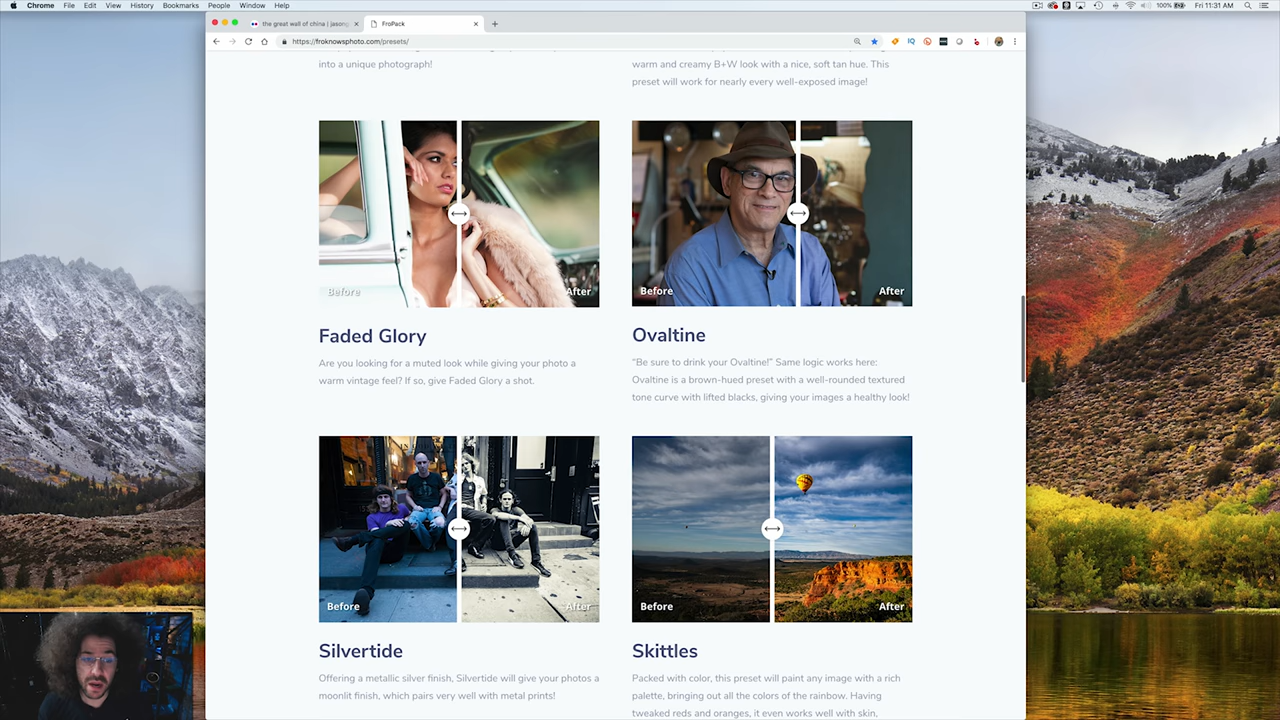 Chrome File Edit View History Bookmarks People Window Help
100% Fri 11:31 AM
the great wall of china | jasong
FroPack
https://froknowsphoto.com/presets/
into a unique photograph!
warm and creamy B+W look with a nice, soft tan hue. This
preset will work for nearly every well-exposed image!
Before After
Before After
Faded Glory
Are you looking for a muted look while giving your photo a
warm vintage feel? If so, give Faded Glory a shot.
Ovaltine
“Be sure to drink your Ovaltine!” Same logic works here:
Ovaltine is a brown-hued preset with a well-rounded textured
tone curve with lifted blacks, giving your images a healthy look!
Before After
Before After
Silvertide
Offering a metallic silver finish, Silvertide will give your photos a
moonlit finish, which pairs very well with metal prints!
Skittles
Packed with color, this preset will paint any image with a rich
palette, bringing out all the colors of the rainbow. Having
tweaked reds and oranges, it even works well with skin,